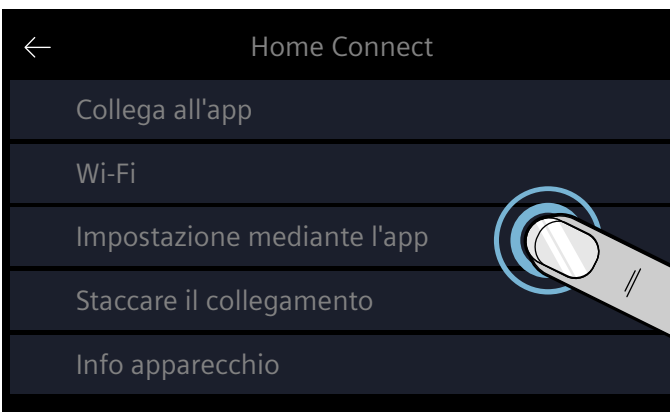 Home Connect
Collega all'app
Wi-Fi
Impostazione mediante l'app
Staccare il collegamento
Info apparecchio